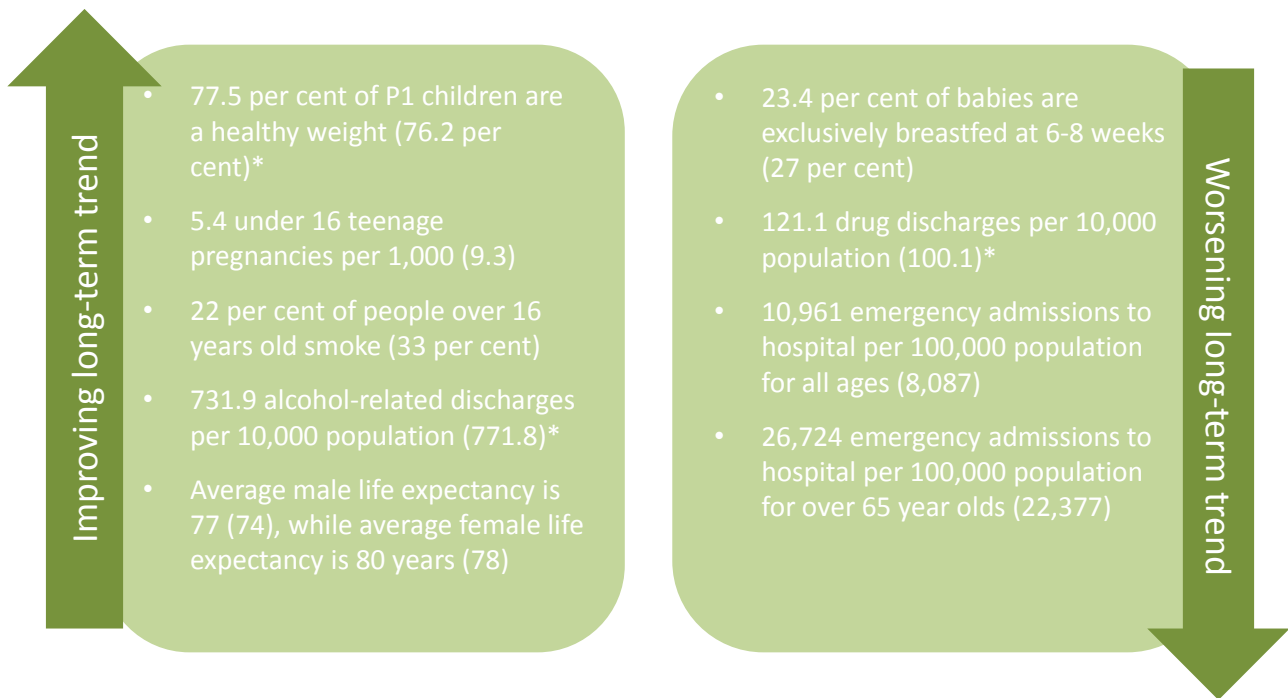 Improving long-term trend
• 77.5 per cent of P1 children are
a healthy weight (76.2 per
cent)*
• 5.4 under 16 teenage
pregnancies per 1,000 (9.3)
• 22 per cent of people over 16
years old smoke (33 per cent)
• 731.9 alcohol-related discharges
per 10,000 population (771.8)*
• Average male life expectancy is
77 (74), while average female life
expectancy is 80 years (78)
• 23.4 per cent of babies are
exclusively breastfed at 6-8 weeks
(27 per cent)
• 121.1 drug discharges per 10,000
population (100.1)*
• 10,961 emergency admissions to
hospital per 100,000 population
for all ages (8,087)
• 26,724 emergency admissions to
hospital per 100,000 population
for over 65 year olds (22,377)
Worsening long-term trend